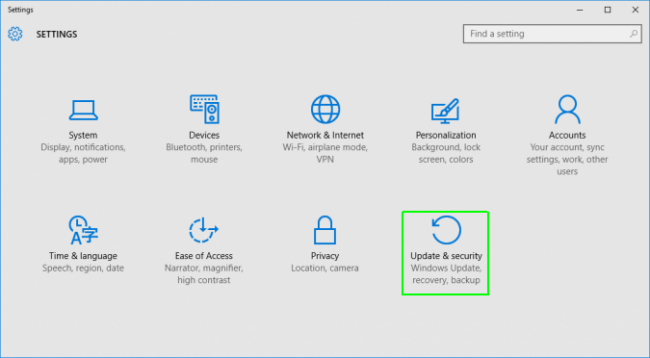 Settings
SETTINGS
Find a setting
System
Display, notifications,
apps, power
Devices
Bluetooth, printers,
mouse
Network & Internet
Wi-Fi, airplane mode,
VPN
Personalization
Background, lock
screen, colors
Accounts
Your account, sync
settings, work, other
users
A字
Time & language
Speech, region, date
Ease of Access
Narrator, magnifier,
high contrast
Privacy
Location, camera
Update & security
Windows Update,
recovery, backup